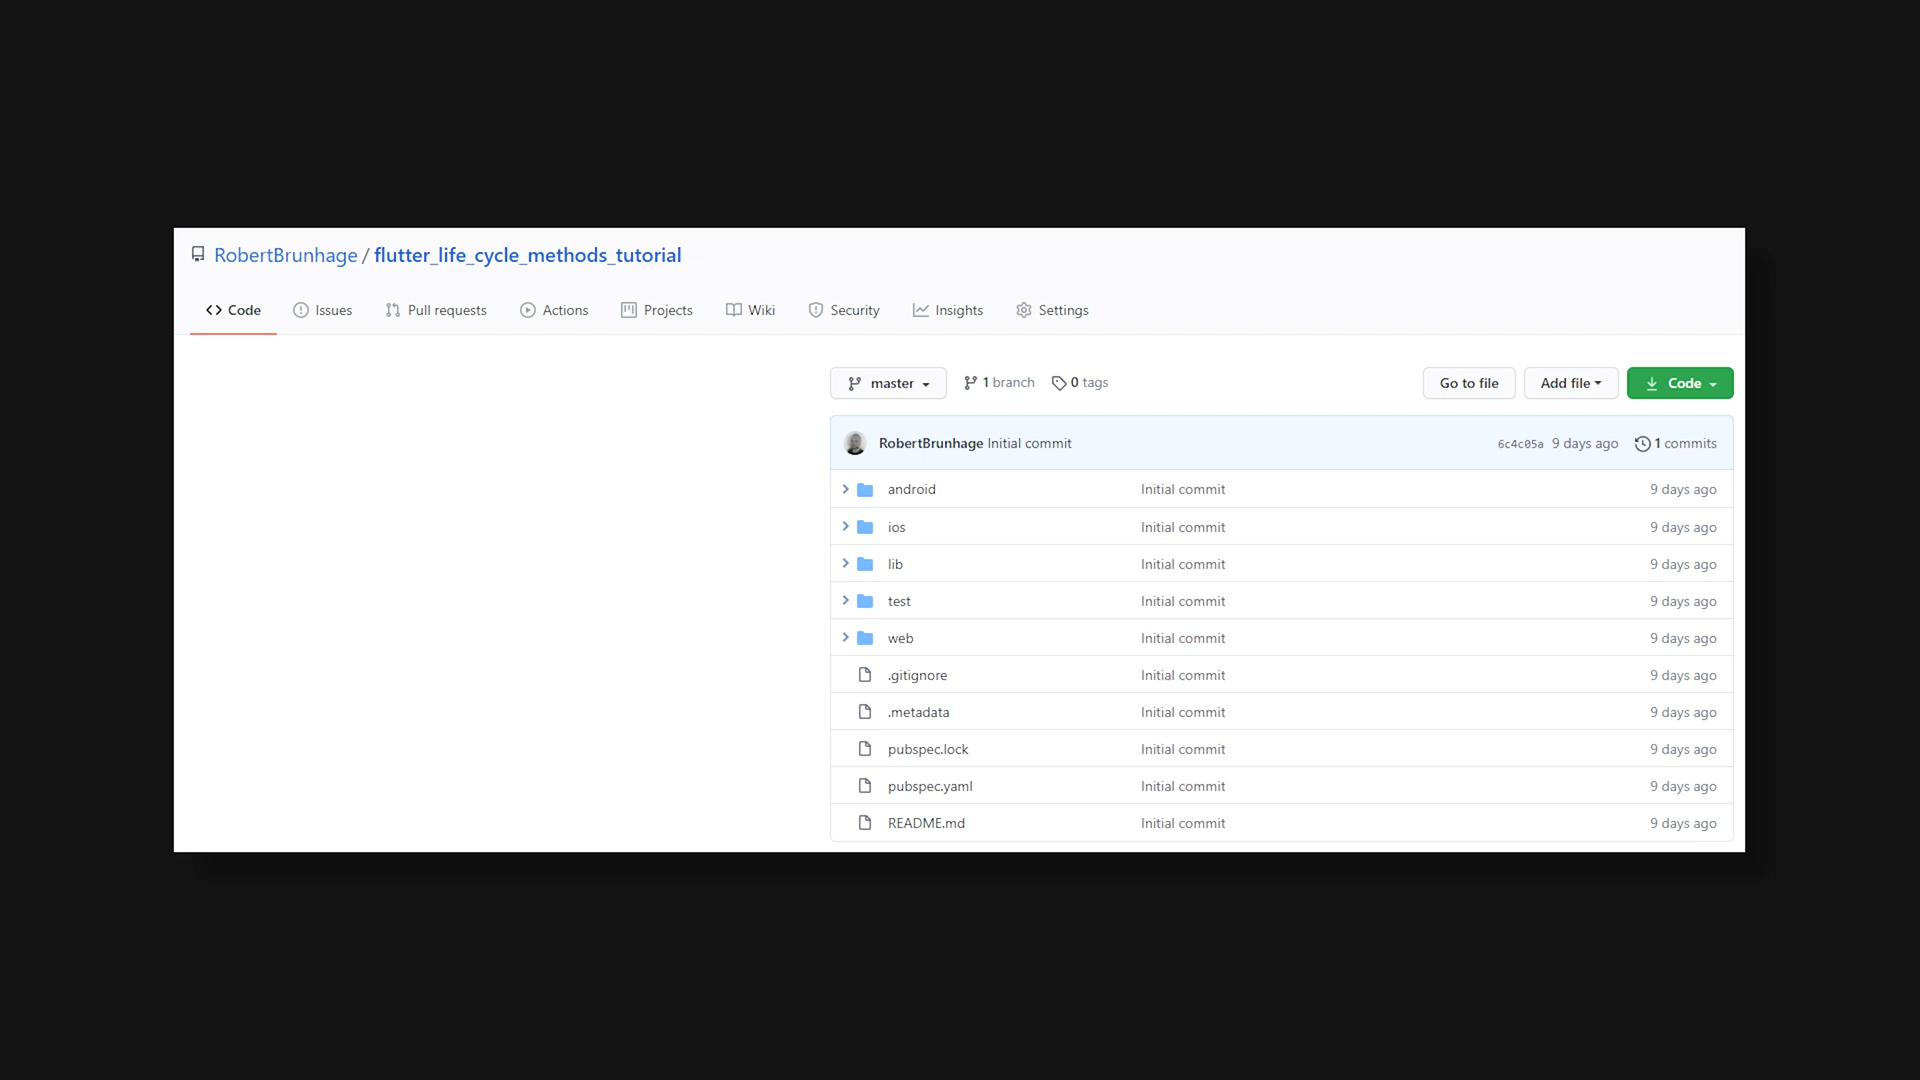 RobertBrunhage / flutter_life_cycle_methods_tutorial
Code Issues Pull requests Actions Projects Wiki Security Insights Settings
master 1 branch 0 tags Go to file Add file Code
RobertBrunhage Initial commit 6c4c05a 9 days ago 1 commits
android Initial commit 9 days ago
ios Initial commit 9 days ago
lib Initial commit 9 days ago
test Initial commit 9 days ago
web Initial commit 9 days ago
.gitignore Initial commit 9 days ago
.metadata Initial commit 9 days ago
pubspec.lock Initial commit 9 days ago
pubspec.yaml Initial commit 9 days ago
README.md Initial commit 9 days ago